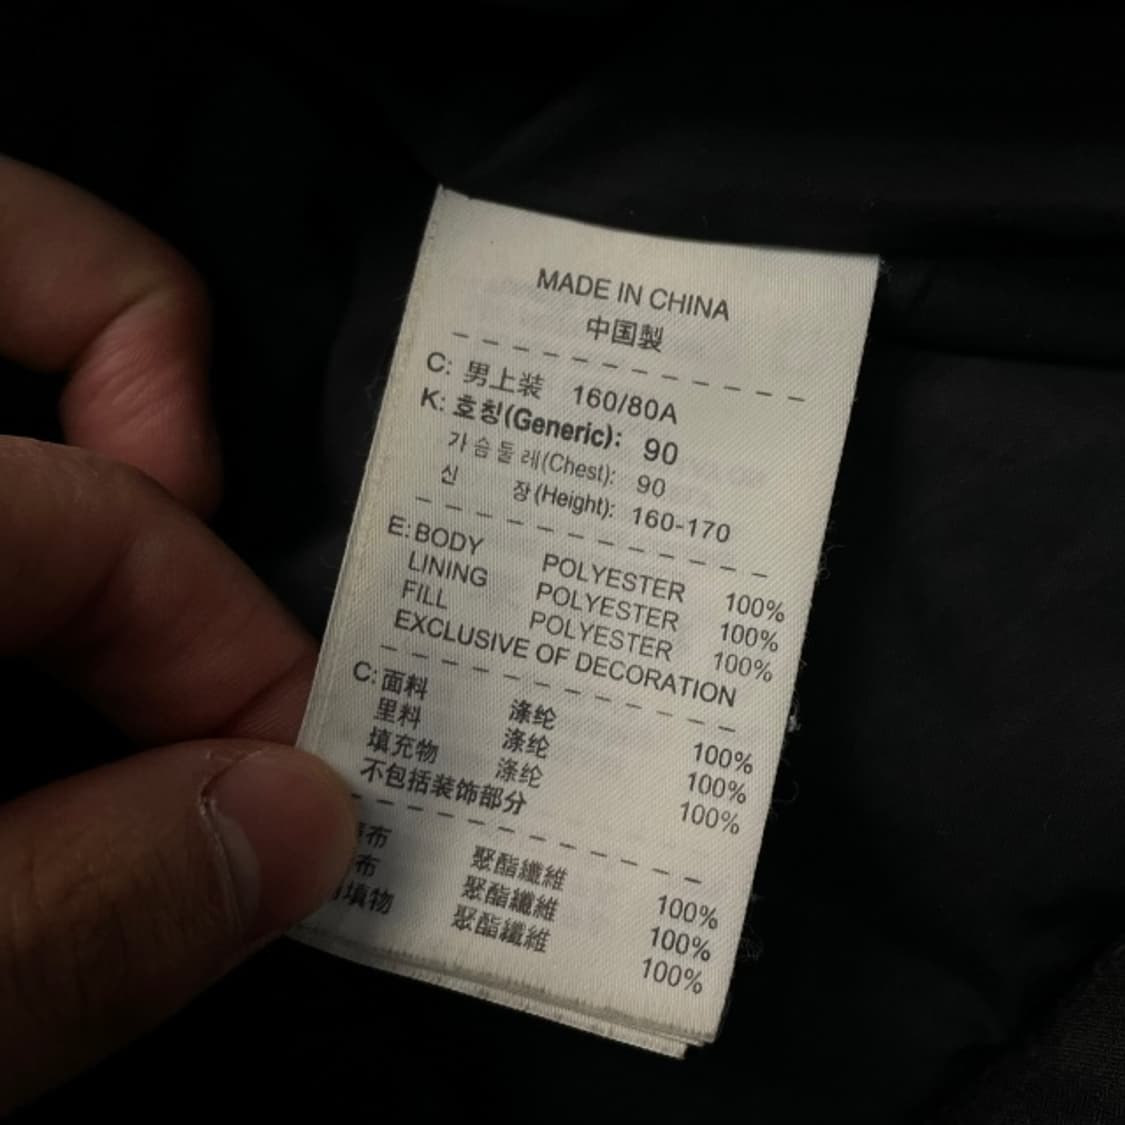 MADE IN CHINA
中国製
C: 男上装 160/80A
K: 호칭(Generic): 90
가슴둘레(Chest): 90
신 장(Height): 160-170
E: BODY POLYESTER 100%
LINING POLYESTER 100%
FILL POLYESTER 100%
EXCLUSIVE OF DECORATION
C: 面料 涤纶 100%
里料 涤纶 100%
填充物 涤纶 100%
不包括装饰部分
布 聚酯纖維 100%
布 聚酯纖維 100%
填物 聚酯纖維 100%